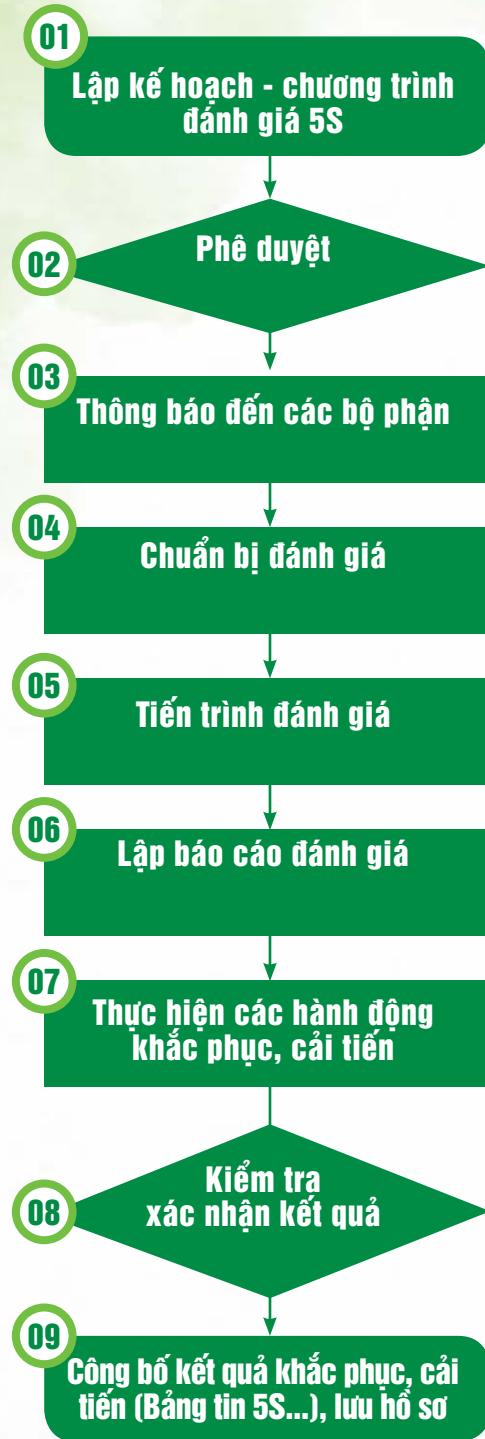 01
Lập kế hoạch - chương trình
đánh giá 5S
02
Phê duyệt
03
Thông báo đến các bộ phận
04
Chuẩn bị đánh giá
05
Tiến trình đánh giá
06
Lập báo cáo đánh giá
07
Thực hiện các hành động
khắc phục, cải tiến
08
Kiểm tra
xác nhận kết quả
09
Công bố kết quả khắc phục, cải
tiến (Bảng tin 5S...), lưu hồ sơ